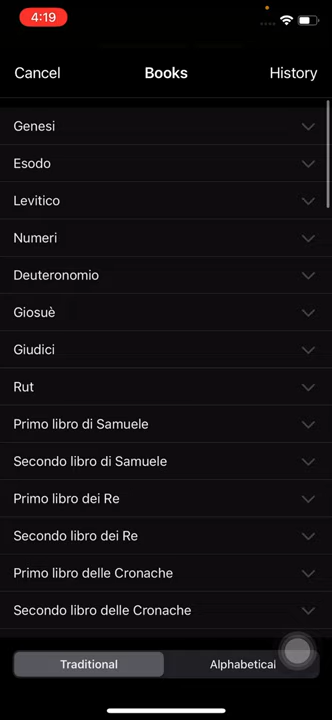 4:19
Cancel Books History
Genesi
Esodo
Levitico
Numeri
Deuteronomio
Giosuè
Giudici
Rut
Primo libro di Samuele
Secondo libro di Samuele
Primo libro dei Re
Secondo libro dei Re
Primo libro delle Cronache
Secondo libro delle Cronache
Traditional Alphabetical